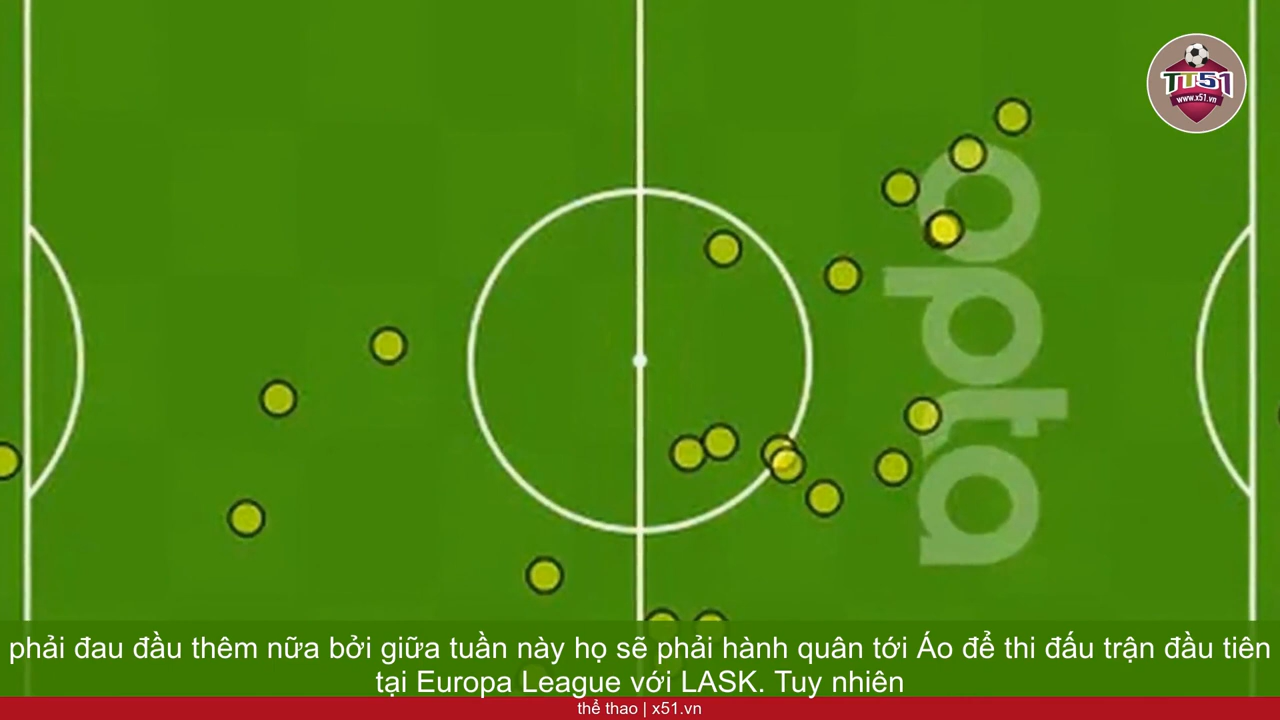 TT51
www.x51.vn
opta
phải đau đầu thêm nữa bởi giữa tuần này họ sẽ phải hành quân tới Áo để thi đấu trận đầu tiên
tại Europa League với LASK. Tuy nhiên
thể thao | x51.vn